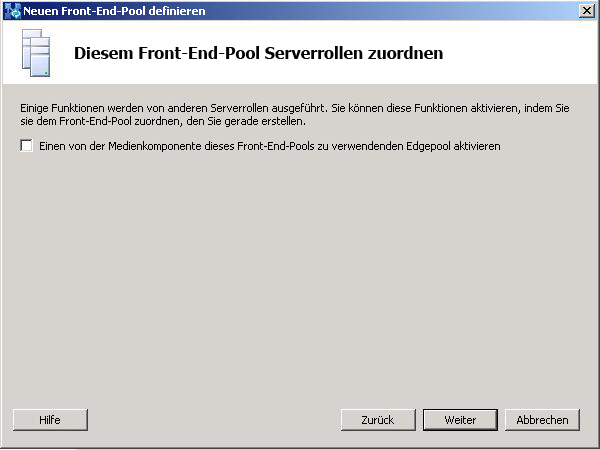 Neuen Front-End-Pool definieren
Diesem Front-End-Pool Serverrollen zuordnen
Einige Funktionen werden von anderen Serverrollen ausgeführt. Sie können diese Funktionen aktivieren, indem Sie
sie dem Front-End-Pool zuordnen, den Sie gerade erstellen.
Einen von der Medienkomponente dieses Front-End-Pools zu verwendenden Edgepool aktivieren
Hilfe
Zurück
Weiter
Abbrechen